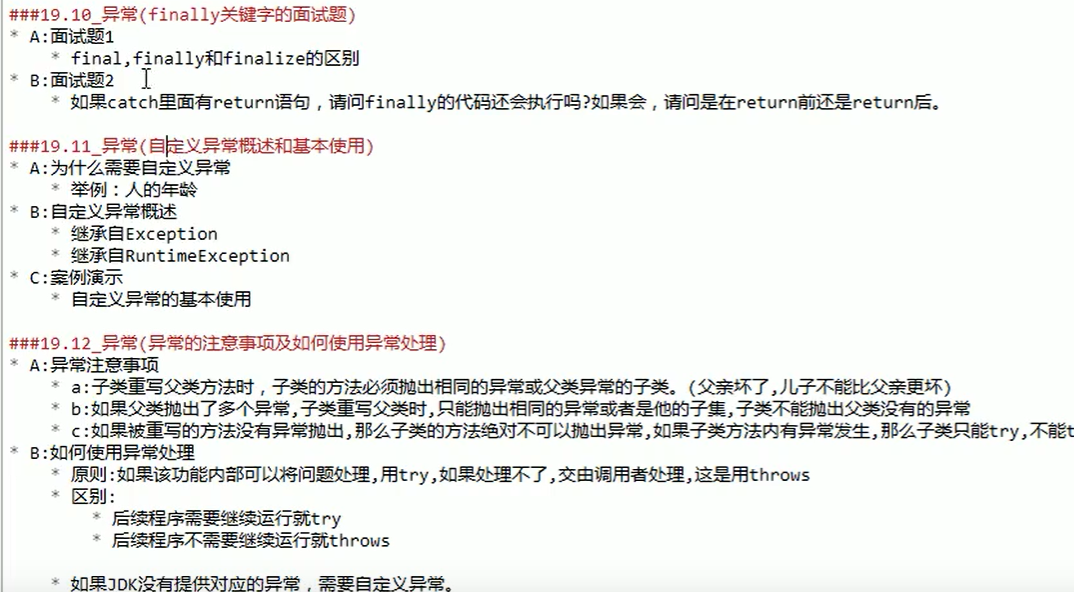 ###19.10_异常(finally关键字的面试题)
* A:面试题1
* final,finally和finalize的区别
* B:面试题2
* 如果catch里面有return语句，请问finally的代码还会执行吗?如果会，请问是在return前还是return后。
###19.11_异常(自定义异常概述和基本使用)
* A:为什么需要自定义异常
* 举例：人的年龄
* B:自定义异常概述
* 继承自Exception
* 继承自RuntimeException
* C:案例演示
* 自定义异常的基本使用
###19.12_异常(异常的注意事项及如何使用异常处理)
* A:异常注意事项
* a:子类重写父类方法时，子类的方法必须抛出相同的异常或父类异常的子类。(父亲坏了,儿子不能比父亲更坏)
* b:如果父类抛出了多个异常,子类重写父类时,只能抛出相同的异常或者是他的子集,子类不能抛出父类没有的异常
* c:如果被重写的方法没有异常抛出,那么子类的方法绝对不可以抛出异常,如果子类方法内有异常发生,那么子类只能try,不能t
* B:如何使用异常处理
* 原则:如果该功能内部可以将问题处理,用try,如果处理不了,交由调用者处理,这是用throws
* 区别:
* 后续程序需要继续运行就try
* 后续程序不需要继续运行就throws
* 如果JDK没有提供对应的异常，需要自定义异常。